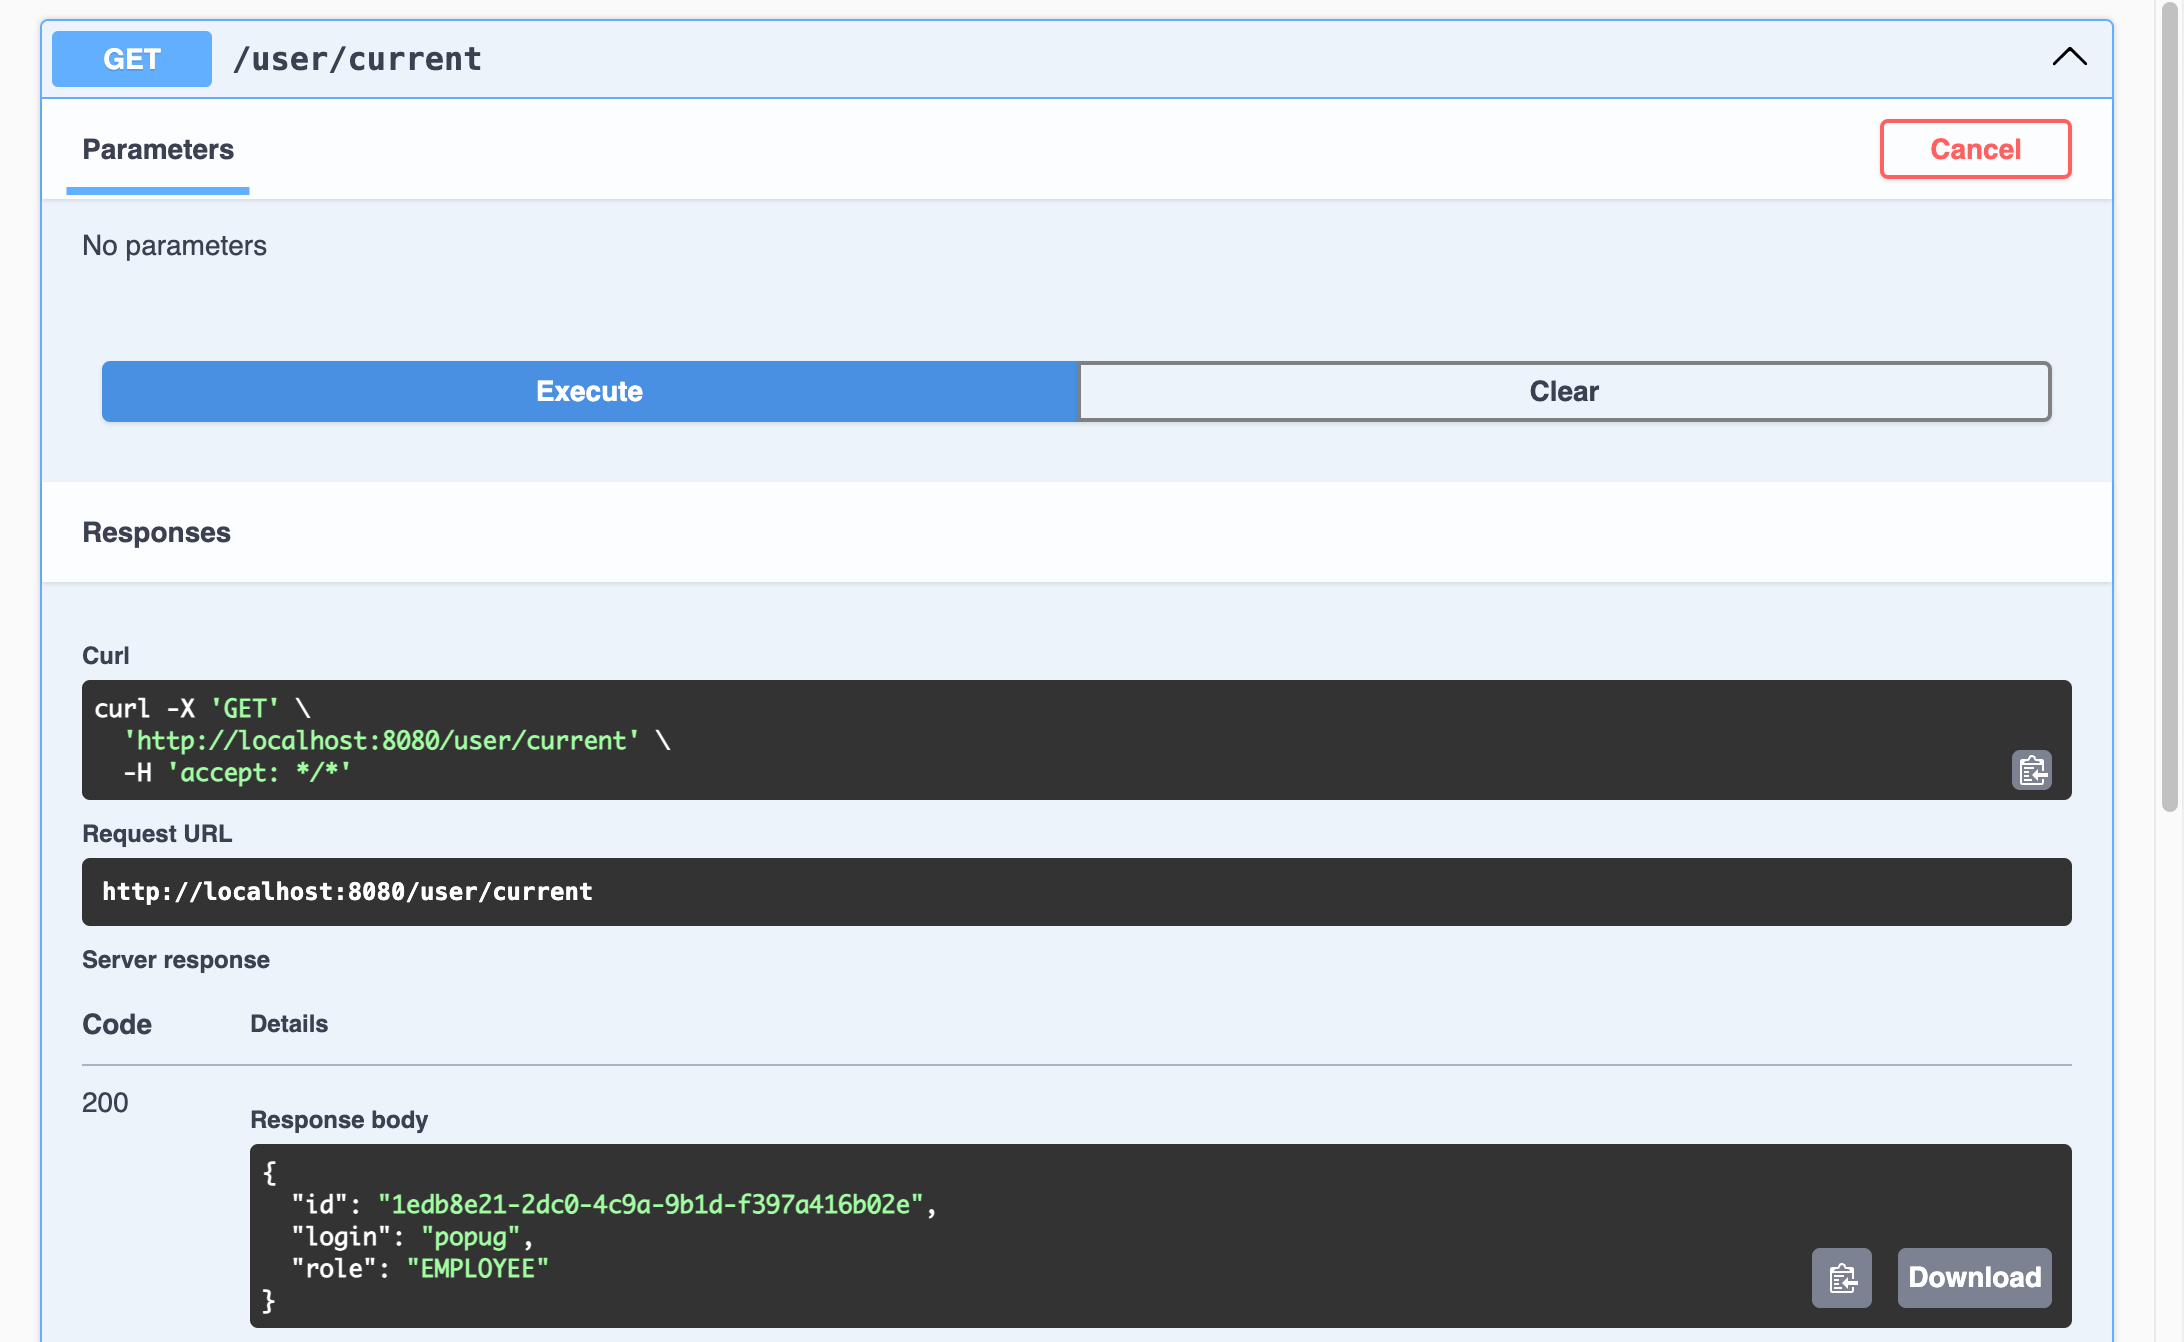 GET /user/current
Parameters
Cancel
No parameters
Execute
Clear
Responses
Curl
curl -X 'GET' \
  'http://localhost:8080/user/current' \
  -H 'accept: */*'
Request URL
http://localhost:8080/user/current
Server response
Code Details
200
Response body
{
  "id": "1edb8e21-2dc0-4c9a-9b1d-f397a416b02e",
  "login": "popug",
  "role": "EMPLOYEE"
}
Download